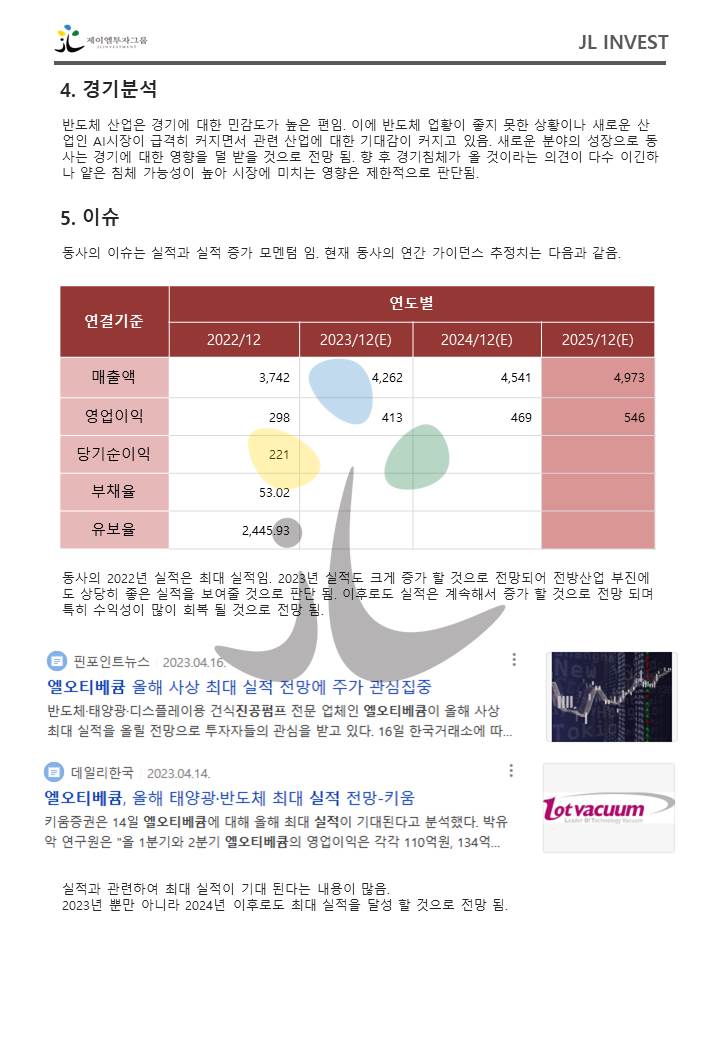 제이엘투자그룹
JLINVESTMENT
JL INVEST
4. 경기분석
반도체 산업은 경기에 대한 민감도가 높은 편임. 이에 반도체 업황이 좋지 못한 상황이나 새로운 산
업인 AI시장이 급격히 커지면서 관련 산업에 대한 기대감이 커지고 있음. 새로운 분야의 성장으로 동
사는 경기에 대한 영향을 덜 받을 것으로 전망 됨. 향 후 경기침체가 올 것이라는 의견이 다수 이긴하
나 얕은 침체 가능성이 높아 시장에 미치는 영향은 제한적으로 판단됨.
5. 이슈
동사의 이슈는 실적과 실적 증가 모멘텀 임. 현재 동사의 연간 가이던스 추정치는 다음과 같음.
연결기준 연도별
2022/12 2023/12(E) 2024/12(E) 2025/12(E)
매출액 3,742 4,262 4,541 4,973
영업이익 298 413 469 546
당기순이익 221
부채율 53.02
유보율 2,445.93
동사의 2022년 실적은 최대 실적임. 2023년 실적도 크게 증가 할 것으로 전망되어 전방산업 부진에
도 상당히 좋은 실적을 보여줄 것으로 판단 됨. 이후로도 실적은 계속해서 증가 할 것으로 전망 되며
특히 수익성이 많이 회복 될 것으로 전망 됨.
핀포인트뉴스 2023.04.16.
엘오티베큠 올해 사상 최대 실적 전망에 주가 관심집중
반도체·태양광·디스플레이용 건식진공펌프 전문 업체인 엘오티베큠이 올해 사상
최대 실적을 올릴 전망으로 투자자들의 관심을 받고 있다. 16일 한국거래소에 따...
데일리한국 2023.04.14.
엘오티베큠, 올해 태양광·반도체 최대 실적 전망-키움
키움증권은 14일 엘오티베큠에 대해 올해 최대 실적이 기대된다고 분석했다. 박유
악 연구원은 "올 1분기와 2분기 엘오티베큠의 영업이익은 각각 110억원, 134억...
Lotvacuum
Leader Of Technology Vacuum
실적과 관련하여 최대 실적이 기대 된다는 내용이 많음.
2023년 뿐만 아니라 2024년 이후로도 최대 실적을 달성 할 것으로 전망 됨.